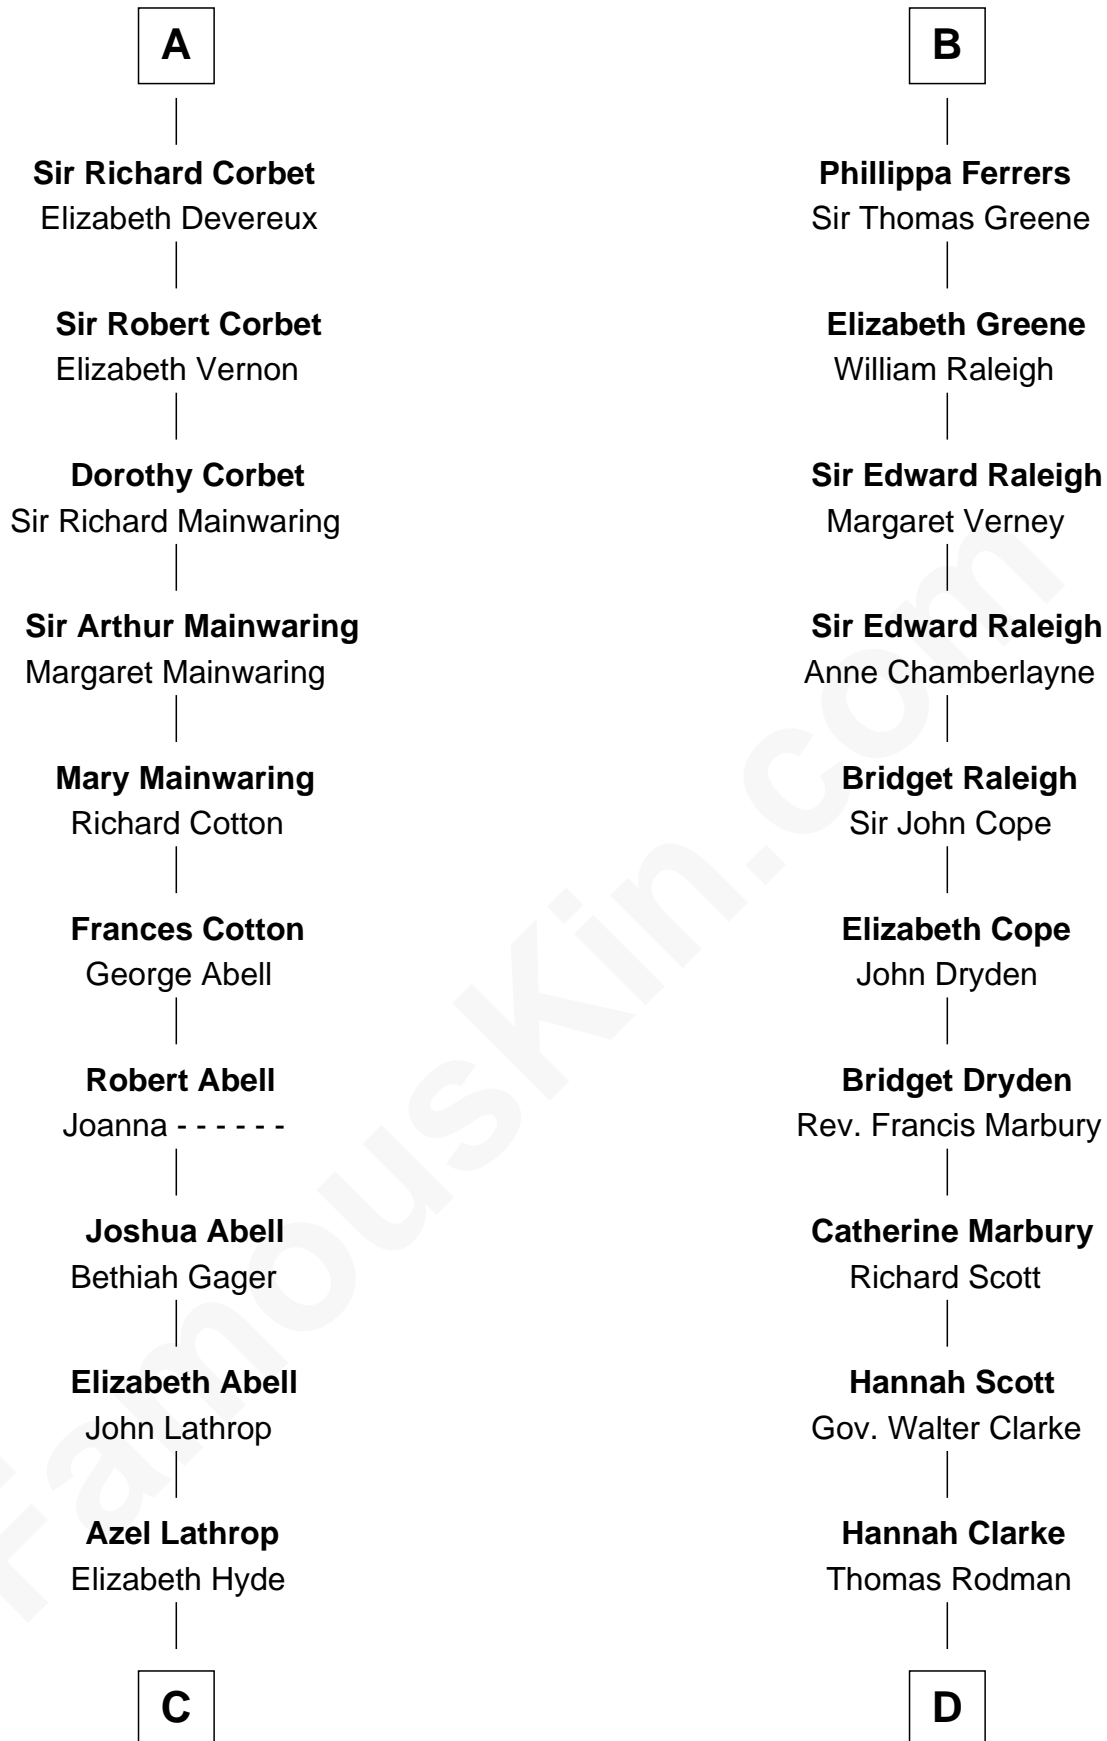 A
Sir Richard Corbet
Elizabeth Devereux
Sir Robert Corbet
Elizabeth Vernon
Dorothy Corbet
Sir Richard Mainwaring
Sir Arthur Mainwaring
Margaret Mainwaring
Mary Mainwaring
Richard Cotton
Frances Cotton
George Abell
Robert Abell
Joanna - - - - - -
Joshua Abell
Bethiah Gager
Elizabeth Abell
John Lathrop
Azel Lathrop
Elizabeth Hyde
C
B
Phillippa Ferrers
Sir Thomas Greene
Elizabeth Greene
William Raleigh
Sir Edward Raleigh
Margaret Verney
Sir Edward Raleigh
Anne Chamberlayne
Bridget Raleigh
Sir John Cope
Elizabeth Cope
John Dryden
Bridget Dryden
Rev. Francis Marbury
Catherine Marbury
Richard Scott
Hannah Scott
Gov. Walter Clarke
Hannah Clarke
Thomas Rodman
D
FamousKin.com